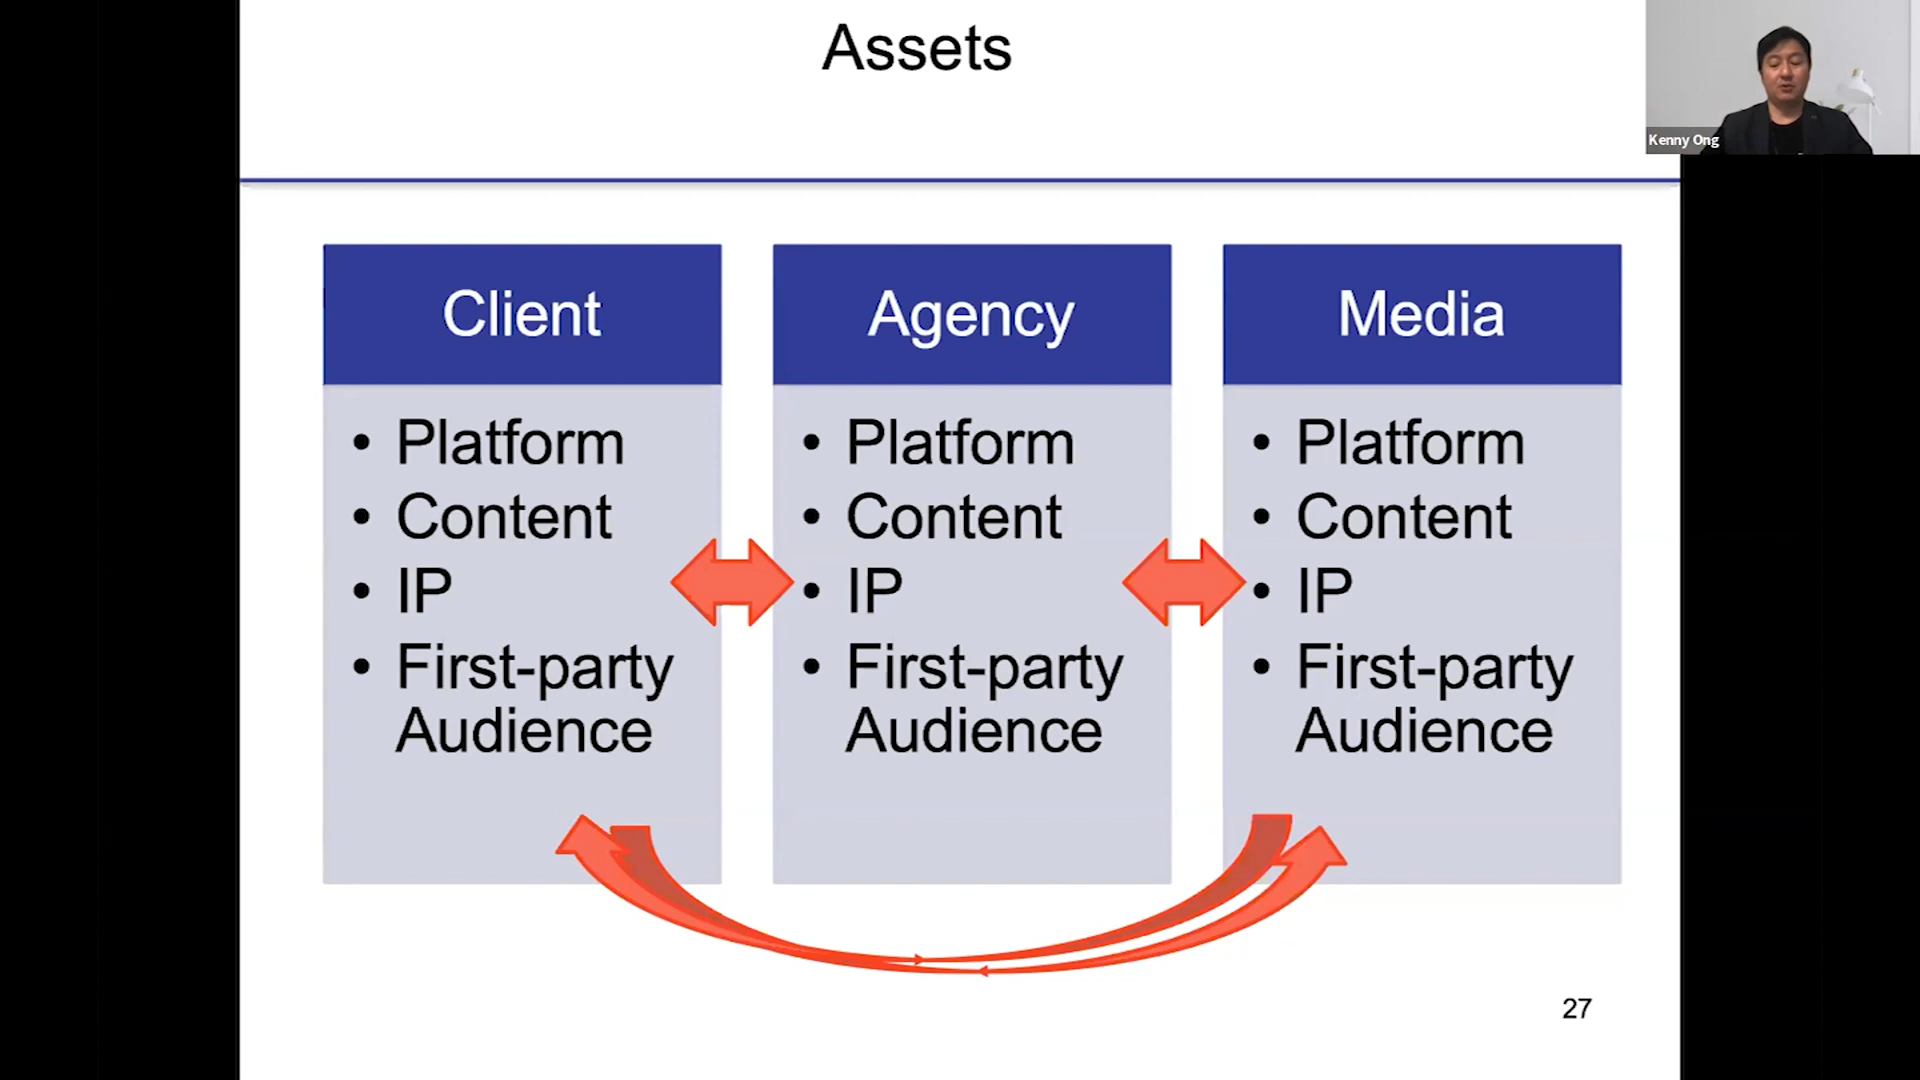 Assets
Kenny Ong
Client
• Platform
• Content
• IP
• First-party
Audience
Agency
• Platform
• Content
• IP
• First-party
Audience
Media
• Platform
• Content
• IP
• First-party
Audience
27